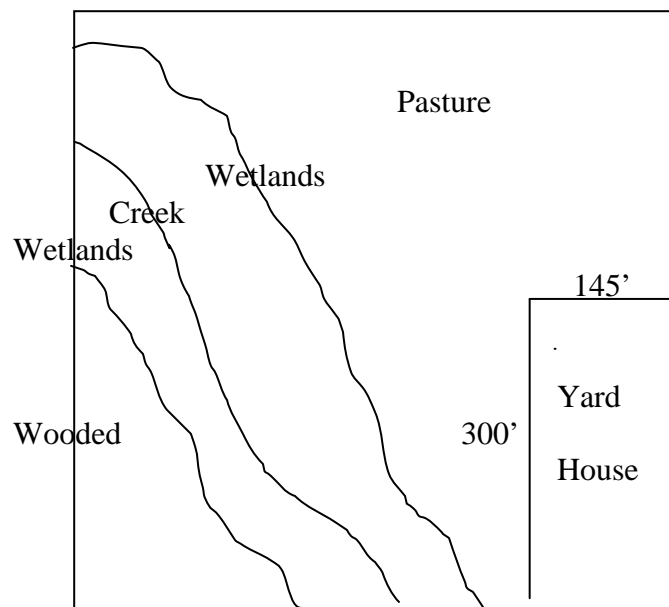 Pasture
Wetlands
Creek
Wetlands
145’
Yard
Wooded
300’
House